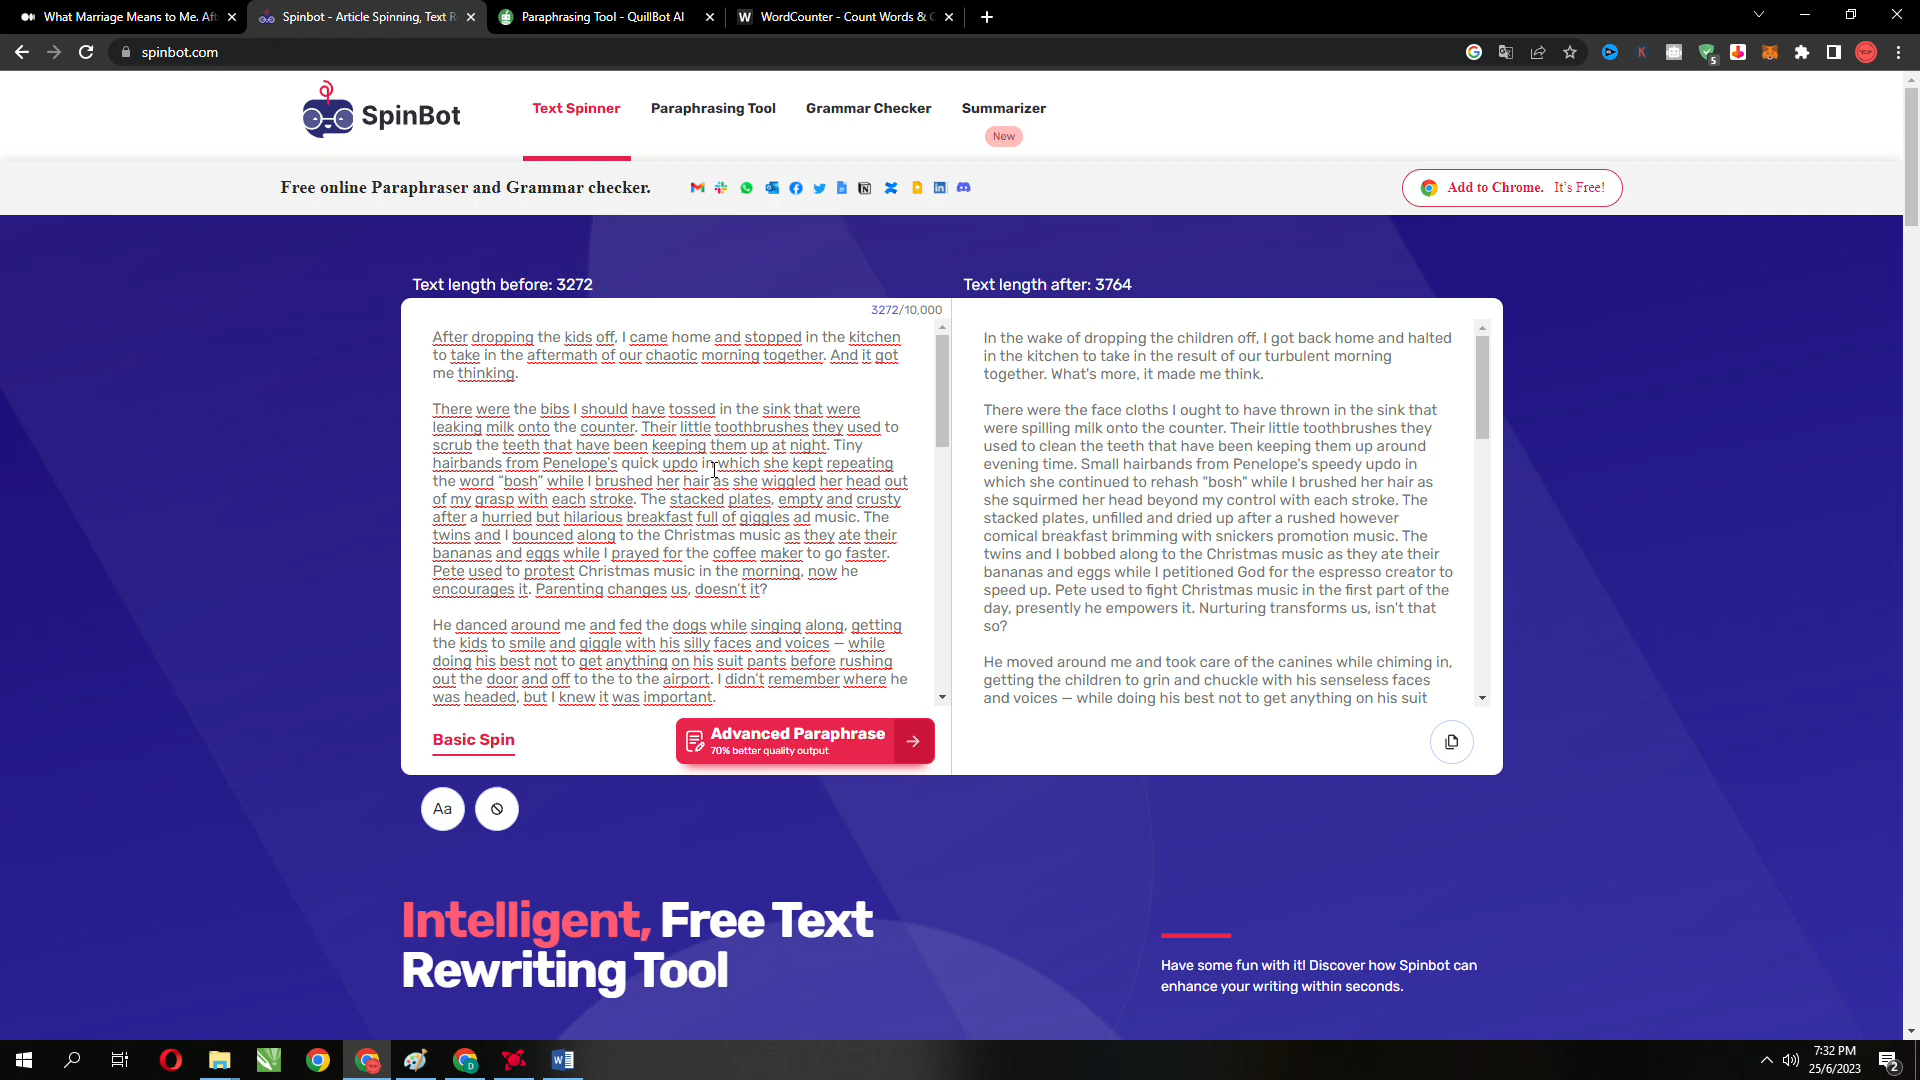 What Marriage Means to Me. Aft
Spinbot - Article Spinning, Text R
Paraphrasing Tool - QuillBot AI
W WordCounter - Count Words & C
spinbot.com
K
5
SpinBot
Text Spinner
Paraphrasing Tool
Grammar Checker
Summarizer
New
Free online Paraphraser and Grammar checker.
Add to Chrome. It's Free!
Text length before: 3272
Text length after: 3764
3272/10,000
After dropping the kids off, I came home and stopped in the kitchen
to take in the aftermath of our chaotic morning together. And it got
me thinking.
There were the bibs I should have tossed in the sink that were
leaking milk onto the counter. Their little toothbrushes they used to
scrub the teeth that have been keeping them up at night. Tiny
hairbands from Penelope's quick updo in which she kept repeating
the word “bosh” while I brushed her hair as she wiggled her head out
of my grasp with each stroke. The stacked plates, empty and crusty
after a hurried but hilarious breakfast full of giggles ad music. The
twins and I bounced along to the Christmas music as they ate their
bananas and eggs while I prayed for the coffee maker to go faster.
Pete used to protest Christmas music in the morning, now he
encourages it. Parenting changes us, doesn't it?
He danced around me and fed the dogs while singing along, getting
the kids to smile and giggle with his silly faces and voices — while
doing his best not to get anything on his suit pants before rushing
out the door and off to the to the airport. I didn't remember where he
was headed, but I knew it was important.
In the wake of dropping the children off, I got back home and halted
in the kitchen to take in the result of our turbulent morning
together. What's more, it made me think.
There were the face cloths I ought to have thrown in the sink that
were spilling milk onto the counter. Their little toothbrushes they
used to clean the teeth that have been keeping them up around
evening time. Small hairbands from Penelope's speedy updo in
which she continued to rehash "bosh" while I brushed her hair as
she squirmed her head beyond my control with each stroke. The
stacked plates, unfilled and dried up after a rushed however
comical breakfast brimming with snickers promotion music. The
twins and I bobbed along to the Christmas music as they ate their
bananas and eggs while I petitioned God for the espresso creator to
speed up. Pete used to fight Christmas music in the first part of the
day, presently he empowers it. Nurturing transforms us, isn't that
so?
He moved around me and took care of the canines while chiming in,
getting the children to grin and chuckle with his senseless faces
and voices — while doing his best not to get anything on his suit
Basic Spin
Advanced Paraphrase
70% better quality output
Aa
Intelligent, Free Text
Rewriting Tool
Have some fun with it! Discover how Spinbot can
enhance your writing within seconds.
7:32 PM
25/6/2023
2